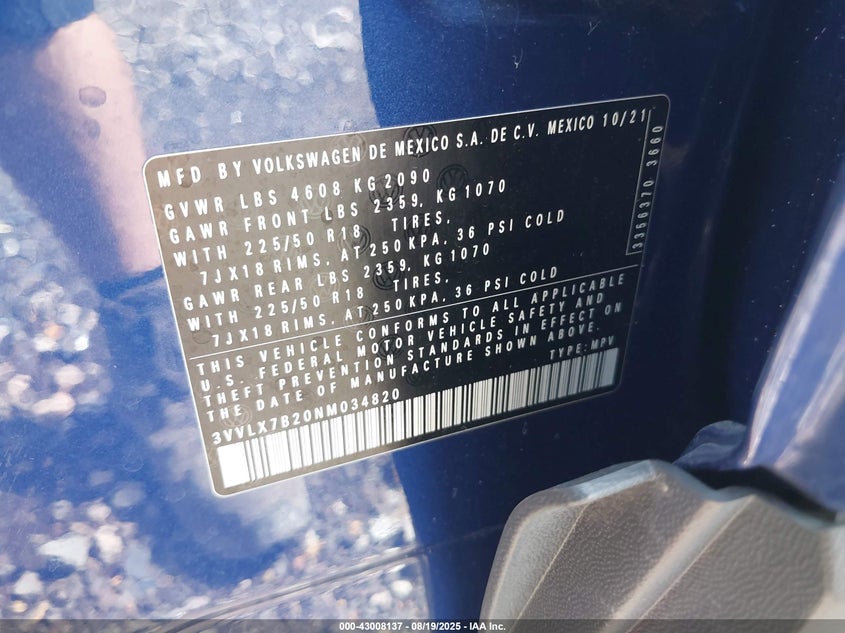 MFD BY VOLKSWAGEN DE MEXICO S.A. DE C.V. MEXICO 10/21
GVWR LBS 4608 KG 2090
GAWR FRONT LBS 2359, KG 1070
WITH 225/50 R18 TIRES,
7JX18 RIMS, AT 250 KPA, 36 PSI COLD
GAWR REAR LBS 2359, KG 1070
WITH 225/50 R18 TIRES,
7JX18 RIMS, AT 250 KPA, 36 PSI COLD
3356370 3660
THIS VEHICLE CONFORMS TO ALL APPLICABLE
U.S. FEDERAL MOTOR VEHICLE SAFETY AND
THEFT PREVENTION STANDARDS IN EFFECT ON
THE DATE OF MANUFACTURE SHOWN ABOVE.
3VVLX7B20NM034820 TYPE: MPV
000-43008137 - 08/19/2025 - IAA Inc.